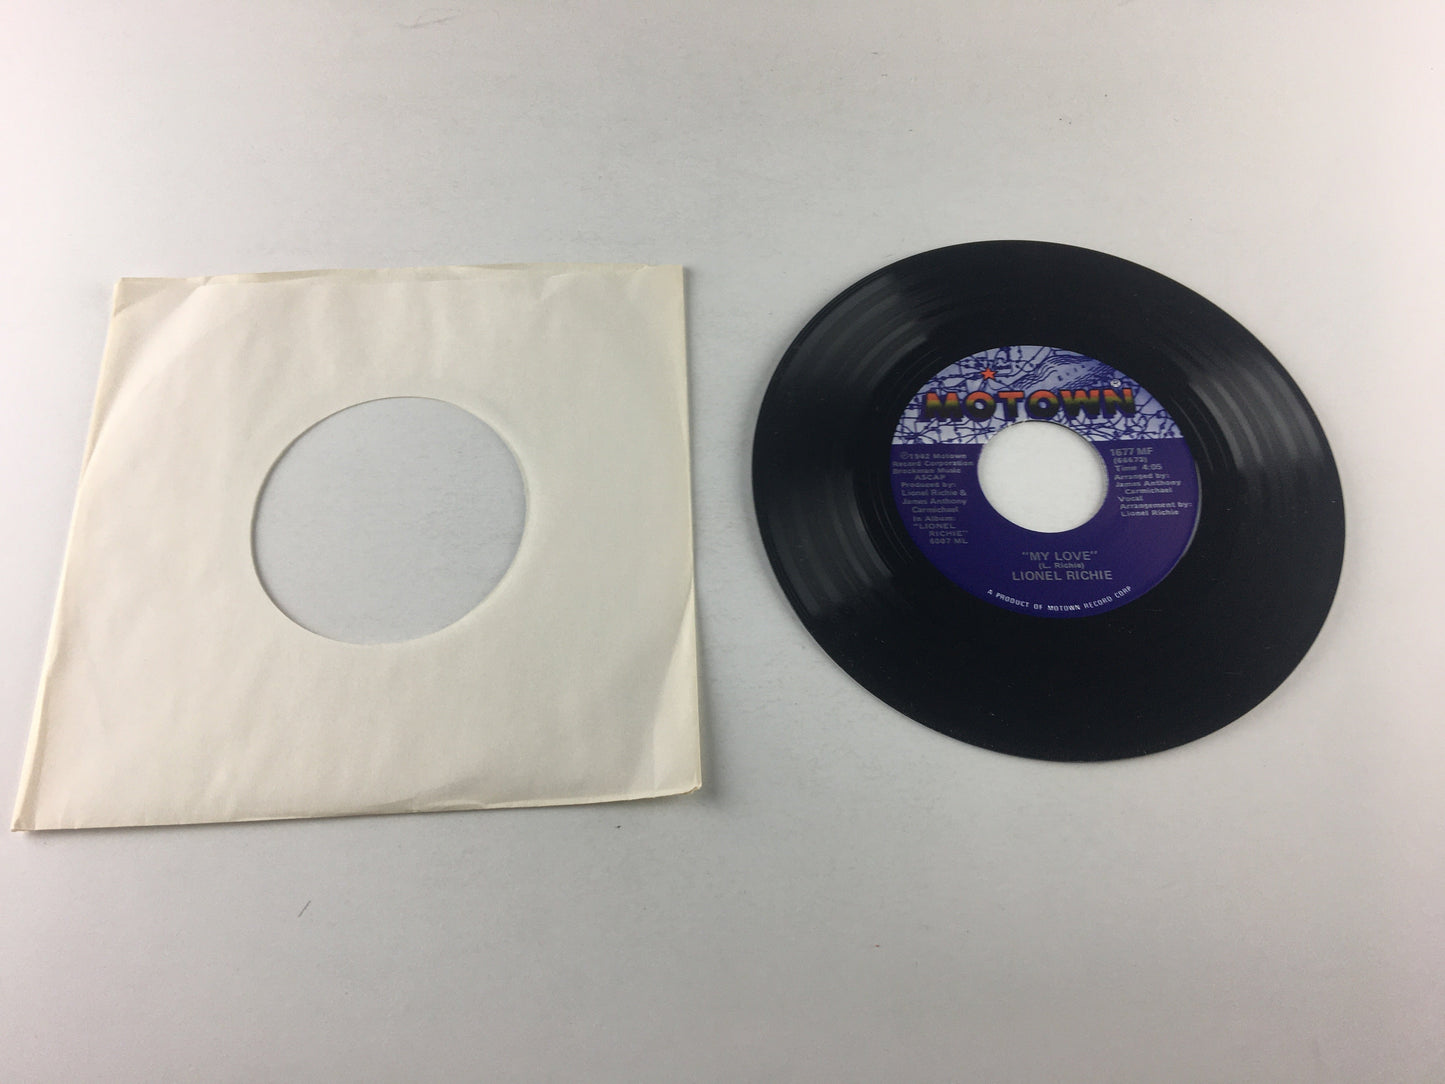 MOTOWN
®
℗1982 Motown
Record Corporation
Brockman Music
ASCAP
Produced by:
Lionel Richie &
James Anthony
Carmichael
In Album:
"LIONEL
RICHIE"
6007 ML
1677 MF
(66673)
Time 4:05
Arranged by:
James Anthony
Carmichael
Vocal
Arrangement by:
Lionel Richie
"MY LOVE"
(L. Richie)
LIONEL RICHIE
A PRODUCT OF MOTOWN RECORD CORP